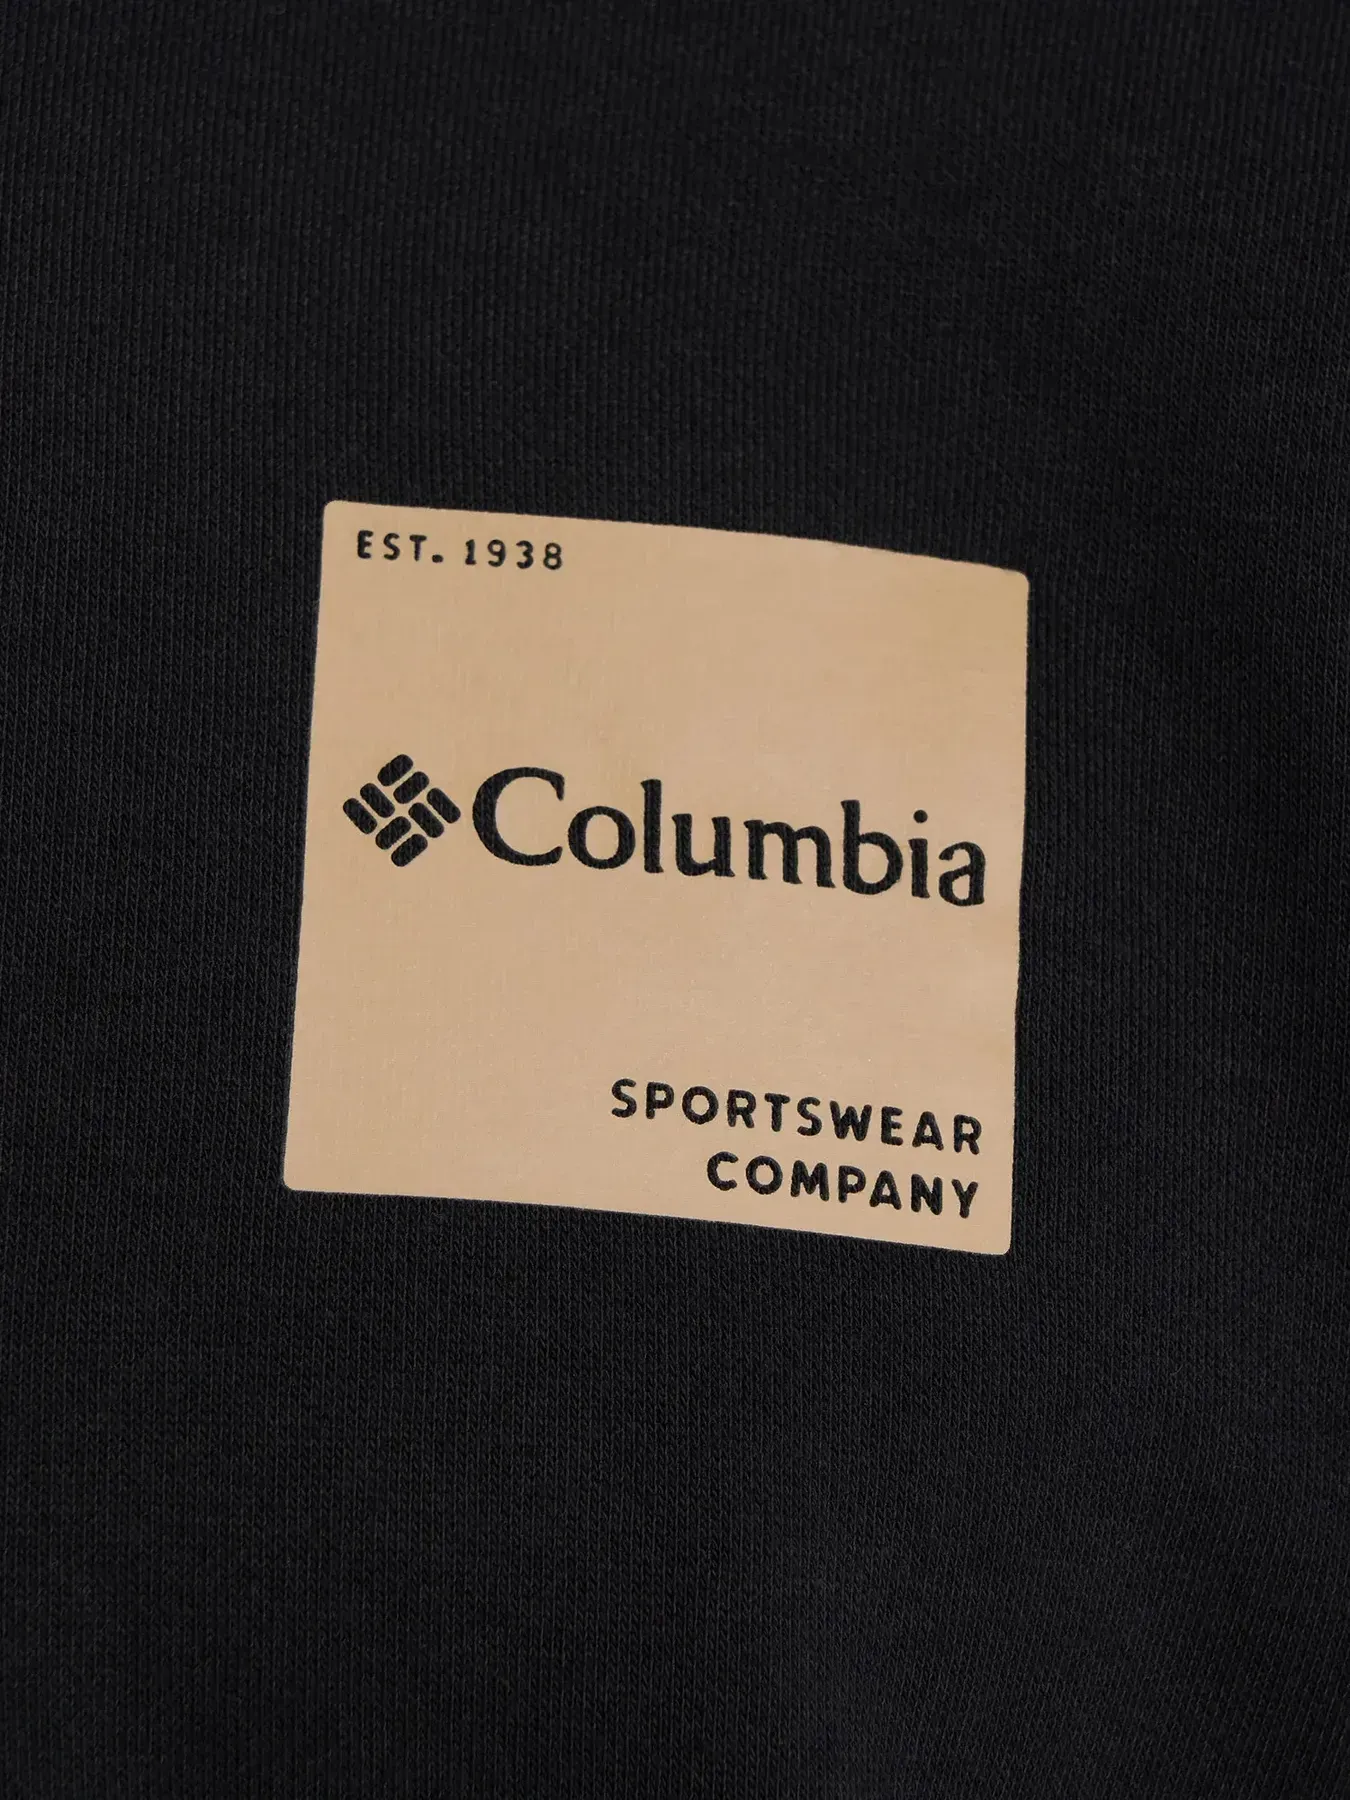 EST. 1938
Columbia
SPORTSWEAR
COMPANY